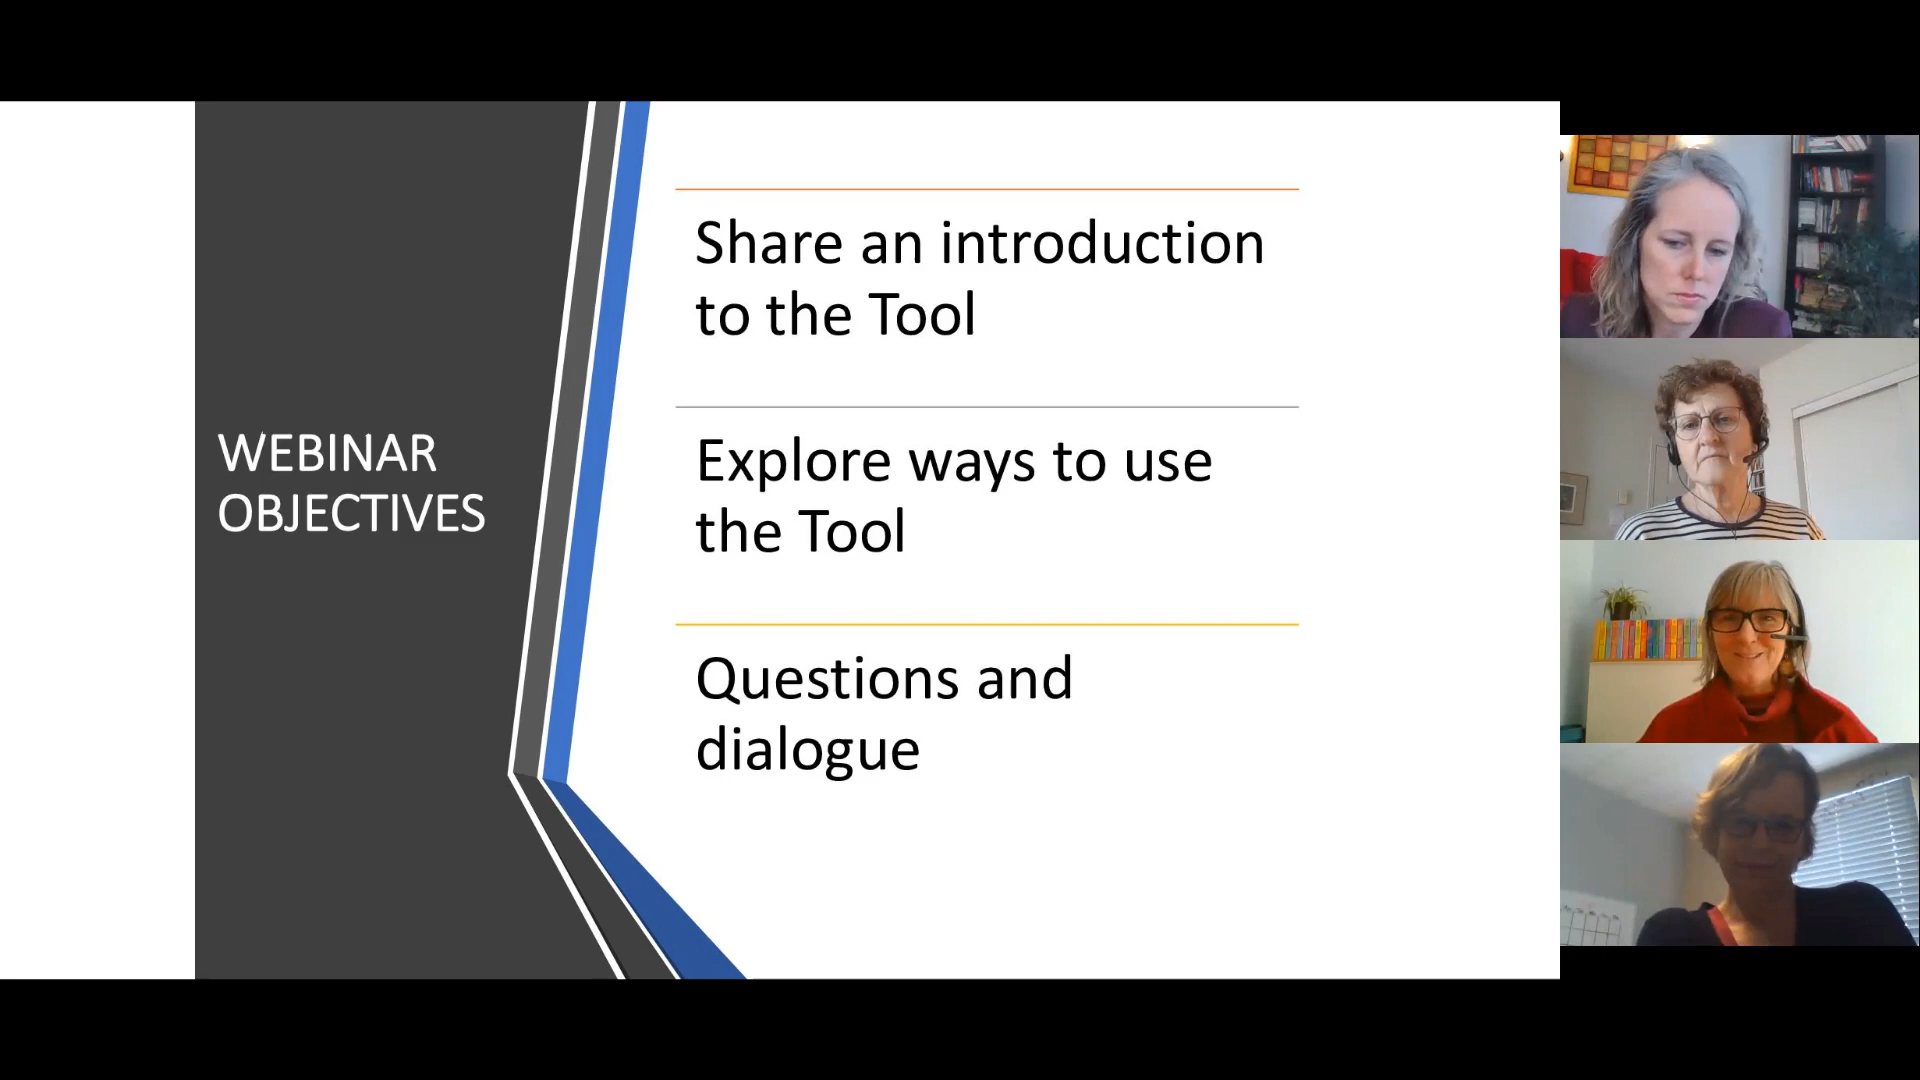 WEBINAR
OBJECTIVES
Share an introduction
to the Tool
Explore ways to use
the Tool
Questions and
dialogue